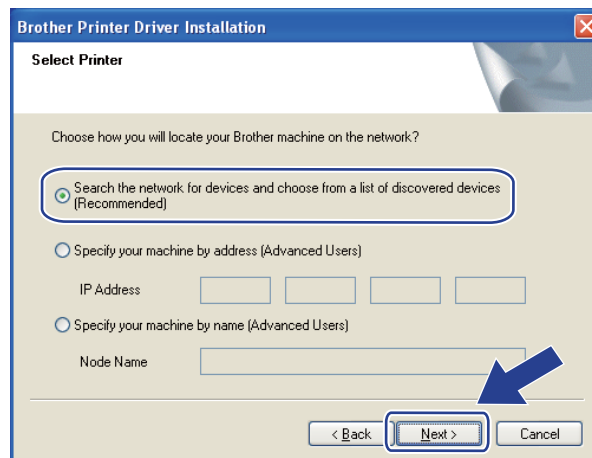 Brother Printer Driver Installation
Select Printer
Choose how you will locate your Brother machine on the network?
Search the network for devices and choose from a list of discovered devices
(Recommended)
Specify your machine by address (Advanced Users)
IP Address
Specify your machine by name (Advanced Users)
Node Name
< Back Next > Cancel